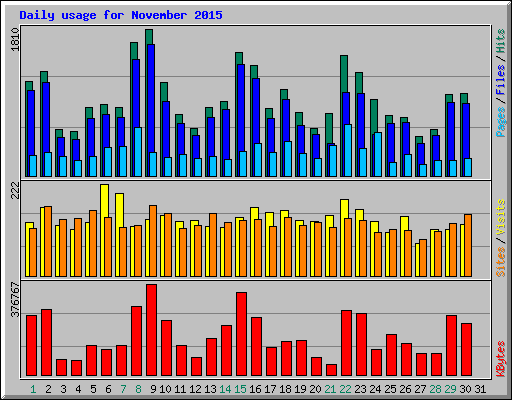 Daily usage for November 2015
1810
Pages / Files / Hits
222
Sites / Visits
376767
KBytes
1 2 3 4 5 6 7 8 9 10 11 12 13 14 15 16 17 18 19 20 21 22 23 24 25 26 27 28 29 30 31